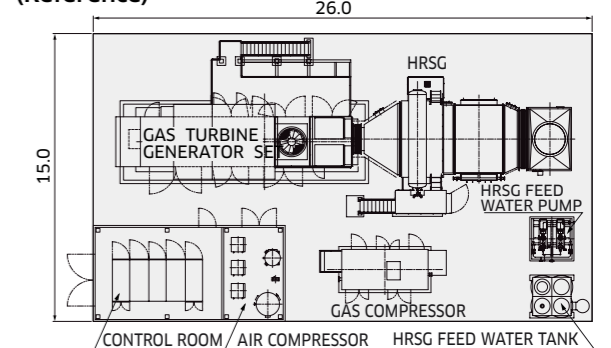 (Reference)
26.0
15.0
HRSG
GAS TURBINE
GENERATOR SE
HRSG FEED
WATER PUMP
GAS COMPRESSOR
CONTROL ROOM
AIR COMPRESSOR
HRSG FEED WATER TANK